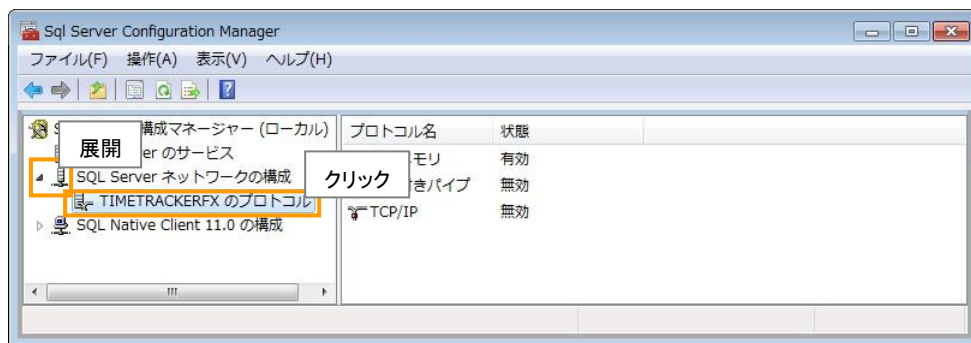 Sql Server Configuration Manager
ファイル(F) 操作(A) 表示(V) ヘルプ(H)
構成マネージャー (ローカル)
展開
er のサービス
SQL Server ネットワークの構成
TIMETRACKERFX のプロトコル
SQL Native Client 11.0 の構成
クリック
プロトコル名 状態
モリ 有効
きパイプ 無効
TCP/IP 無効